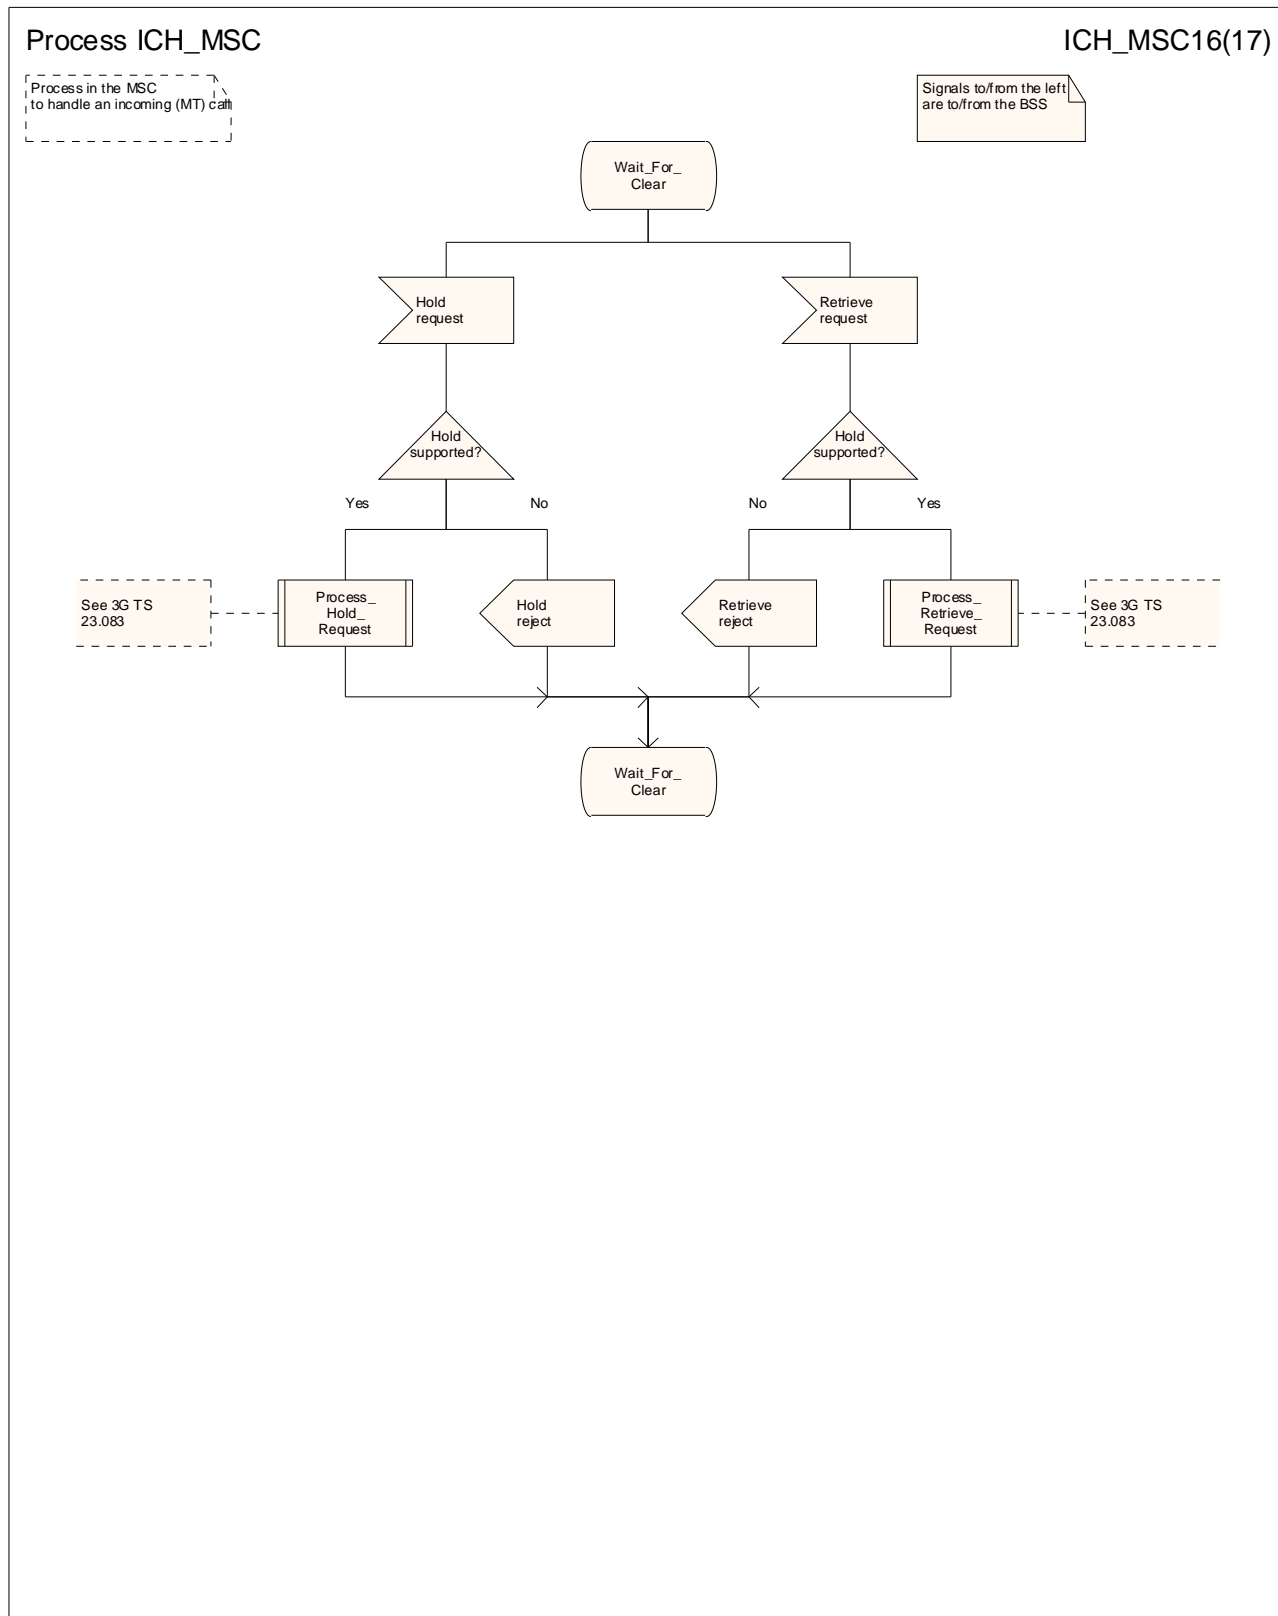 Process ICH_MSC
ICH_MSC16(17)
Process in the MSC
to handle an incoming (MT) call
Signals to/from the left
are to/from the BSS
Wait_For_
Clear
Hold
request
Retrieve
request
Hold
supported?
Hold
supported?
Yes
No
No
Yes
See 3G TS
23.083
Process_
Hold_
Request
Hold
reject
Retrieve
reject
Process_
Retrieve_
Request
See 3G TS
23.083
Wait_For_
Clear